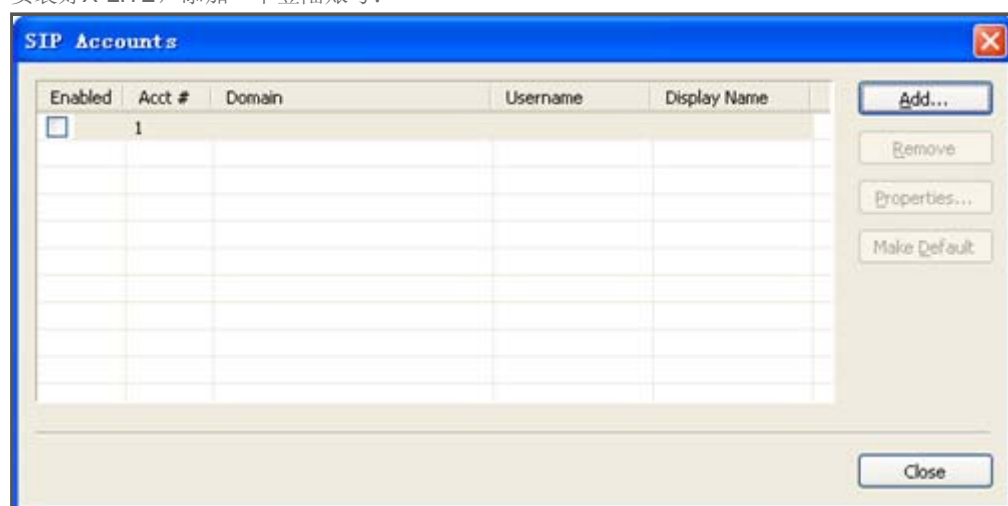 SIP Accounts
Enabled Acct # Domain Username Display Name
1
Add...
Remove
Properties...
Make Default
Close